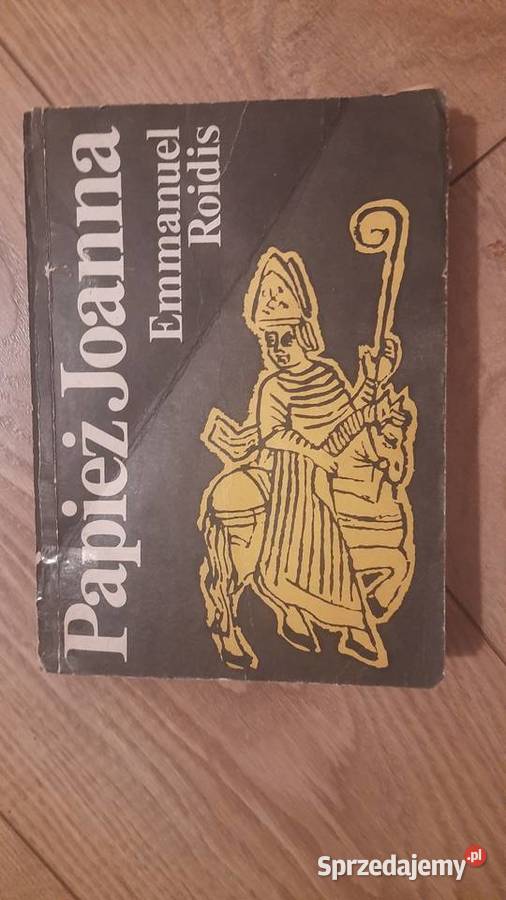 Papież Joanna
Emmanuel
Roidis
Sprzedajemy.pl